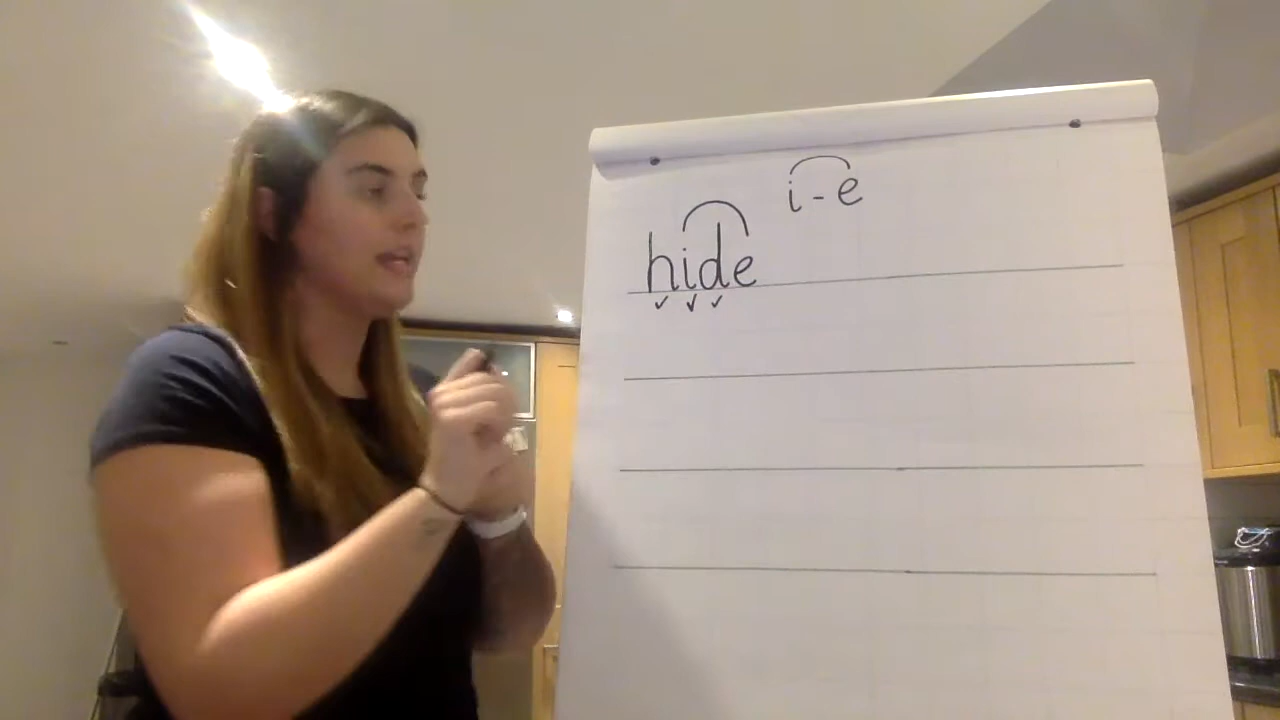 i-e
hide
✓ ✓ ✓